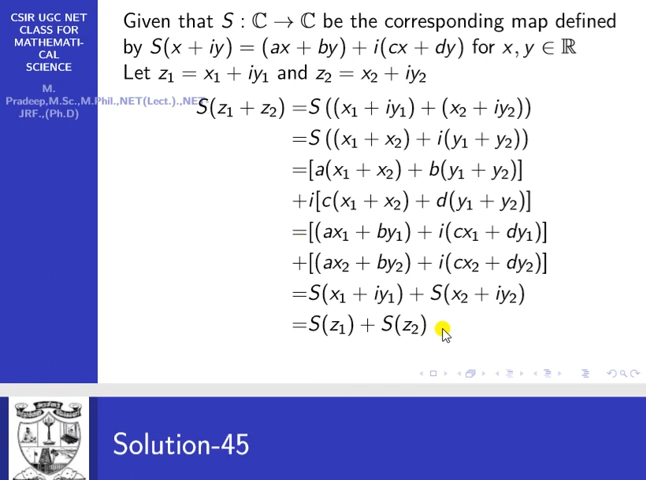 CSIR UGC NET
CLASS FOR
MATHEMATI-
CAL
SCIENCE
M.
Pradeep,M.Sc.,M.Phil.,NET(Lect.).,NET
JRF.,(Ph.D)
Given that S : ℂ → ℂ be the corresponding map defined
by S(x + iy) = (ax + by) + i(cx + dy) for x, y ∈ ℝ
Let z₁ = x₁ + iy₁ and z₂ = x₂ + iy₂
S(z₁ + z₂) =S ((x₁ + iy₁) + (x₂ + iy₂))
=S ((x₁ + x₂) + i(y₁ + y₂))
=[a(x₁ + x₂) + b(y₁ + y₂)]
+i[c(x₁ + x₂) + d(y₁ + y₂)]
=[(ax₁ + by₁) + i(cx₁ + dy₁)]
+[(ax₂ + by₂) + i(cx₂ + dy₂)]
=S(x₁ + iy₁) + S(x₂ + iy₂)
=S(z₁) + S(z₂)
Solution-45